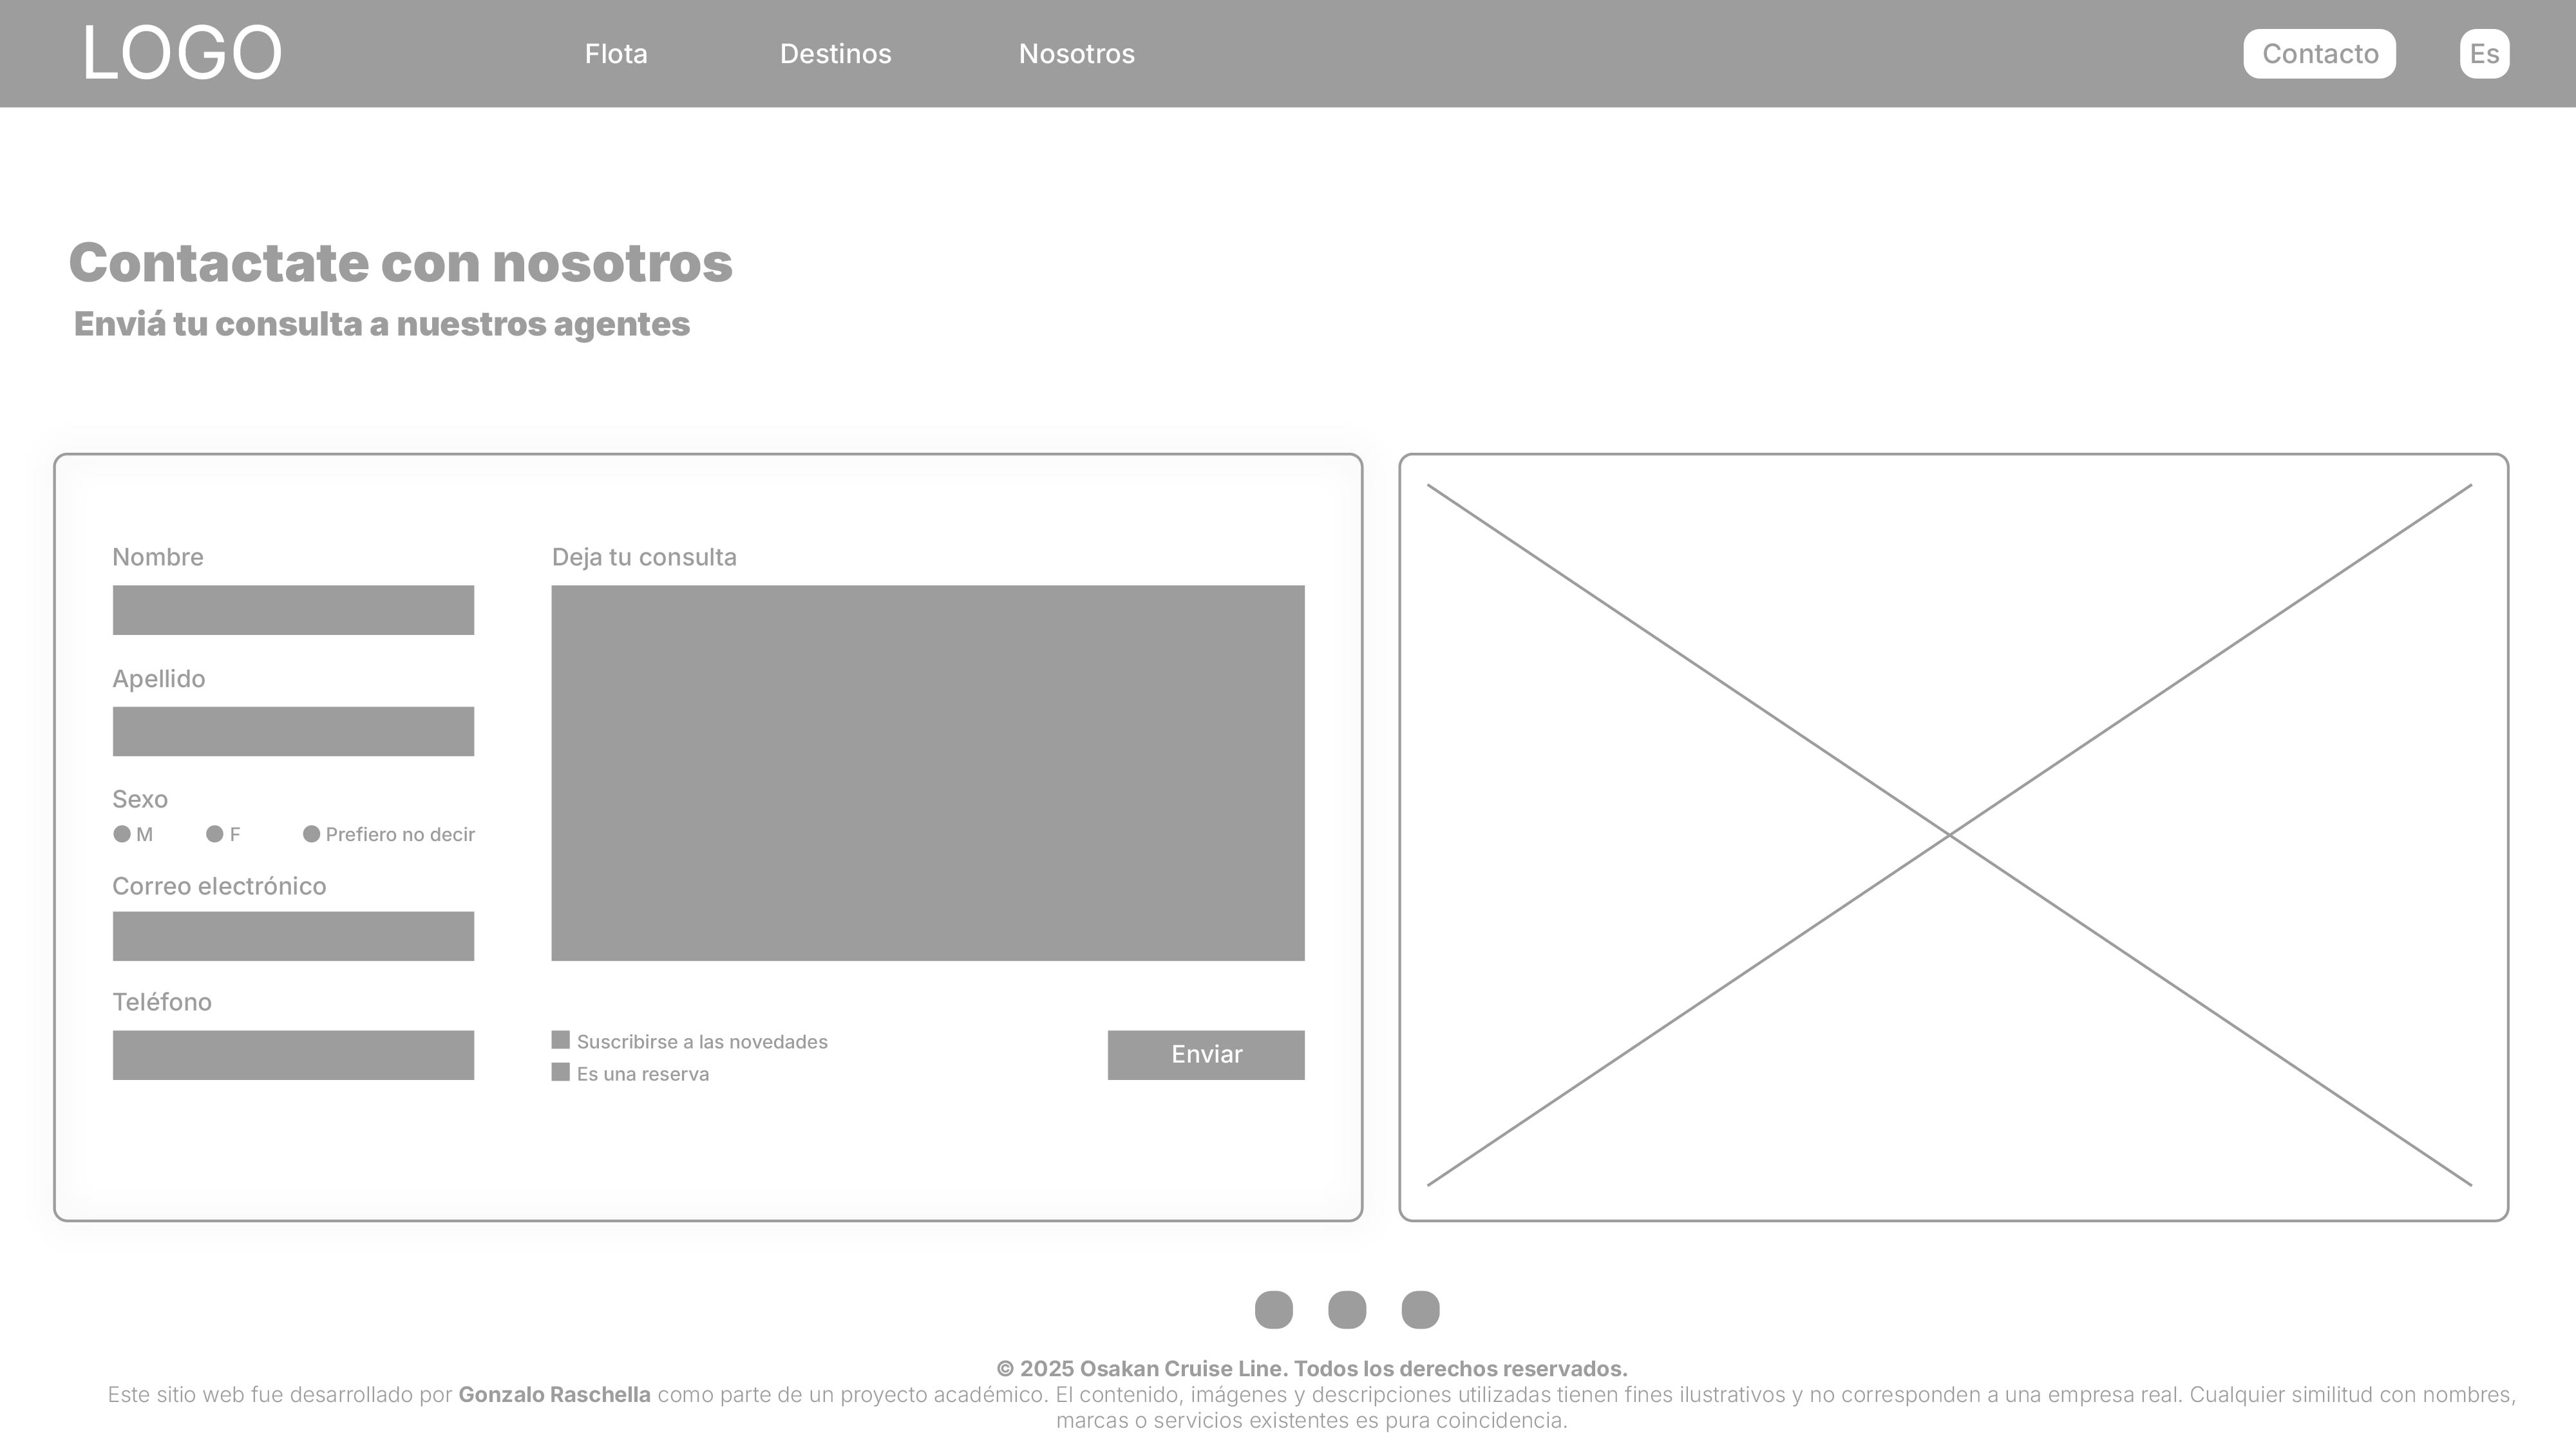 LOGO
Flota
Destinos
Nosotros
Contacto
Es
Contactate con nosotros
Enviá tu consulta a nuestros agentes
Nombre
Apellido
Sexo
M
F
Prefiero no decir
Correo electrónico
Teléfono
Deja tu consulta
Suscribirse a las novedades
Es una reserva
Enviar
© 2025 Osakan Cruise Line. Todos los derechos reservados.
Este sitio web fue desarrollado por Gonzalo Raschella como parte de un proyecto académico. El contenido, imágenes y descripciones utilizadas tienen fines ilustrativos y no corresponden a una empresa real. Cualquier similitud con nombres,
marcas o servicios existentes es pura coincidencia.